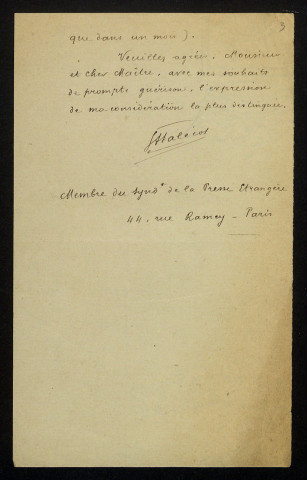 3
que dans un mois).
Veuillez agréer, Monsieur
et cher Maître, avec mes souhaits
de prompte guérison, l'expression
de ma considération la plus distinguée,
Membre du Synd^t de la Presse Etrangère
44, rue Ramey - Paris